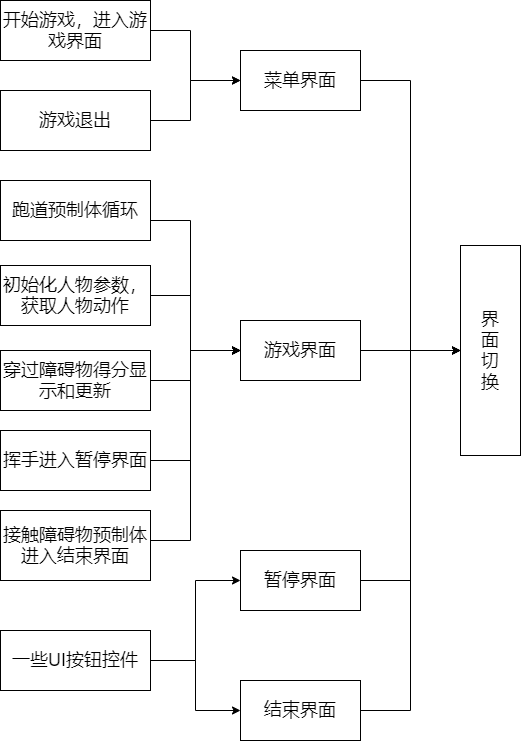 开始游戏，进入游
戏界面
游戏退出
菜单界面
跑道预制体循环
初始化人物参数，
获取人物动作
穿过障碍物得分显
示和更新
挥手进入暂停界面
接触障碍物预制体
进入结束界面
游戏界面
一些UI按钮控件
暂停界面
结束界面
界
面
切
换